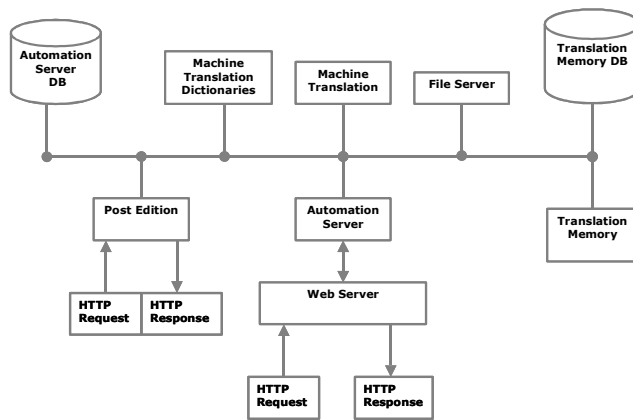 Automation
Server
DB
Machine
Translation
Dictionaries
Machine
Translation
File Server
Translation
Memory DB
Post Edition
Automation
Server
Translation
Memory
Web Server
HTTP
Request
HTTP
Response
HTTP
Request
HTTP
Response